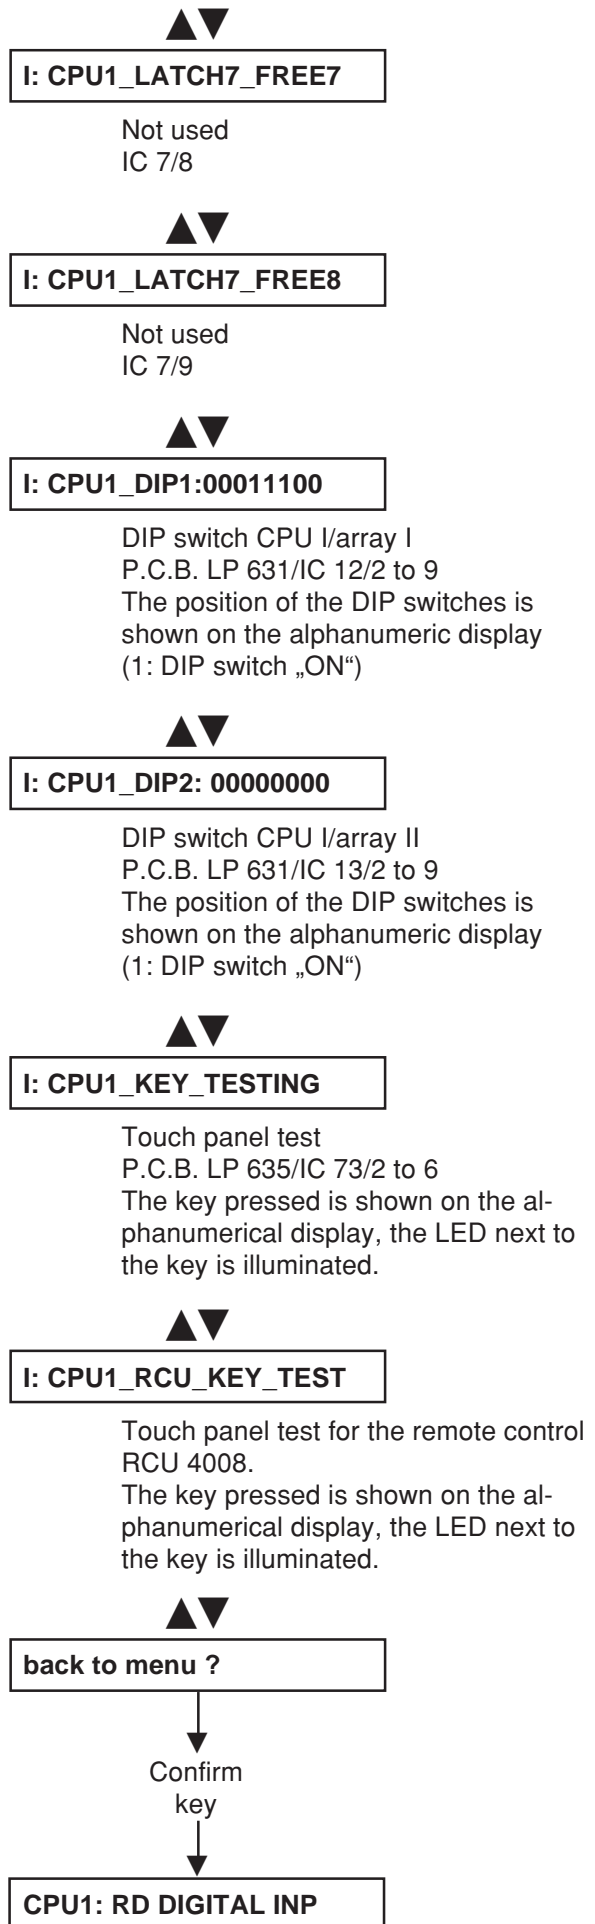 I: CPU1_LATCH7_FREE7
Not used
IC 7/8
I: CPU1_LATCH7_FREE8
Not used
IC 7/9
I: CPU1_DIP1:00011100
DIP switch CPU I/array I
P.C.B. LP 631/IC 12/2 to 9
The position of the DIP switches is
shown on the alphanumeric display
(1: DIP switch „ON“)
I: CPU1_DIP2: 00000000
DIP switch CPU I/array II
P.C.B. LP 631/IC 13/2 to 9
The position of the DIP switches is
shown on the alphanumeric display
(1: DIP switch „ON“)
I: CPU1_KEY_TESTING
Touch panel test
P.C.B. LP 635/IC 73/2 to 6
The key pressed is shown on the al-
phanumerical display, the LED next to
the key is illuminated.
I: CPU1_RCU_KEY_TEST
Touch panel test for the remote control
RCU 4008.
The key pressed is shown on the al-
phanumerical display, the LED next to
the key is illuminated.
back to menu ?
Confirm
key
CPU1: RD DIGITAL INP